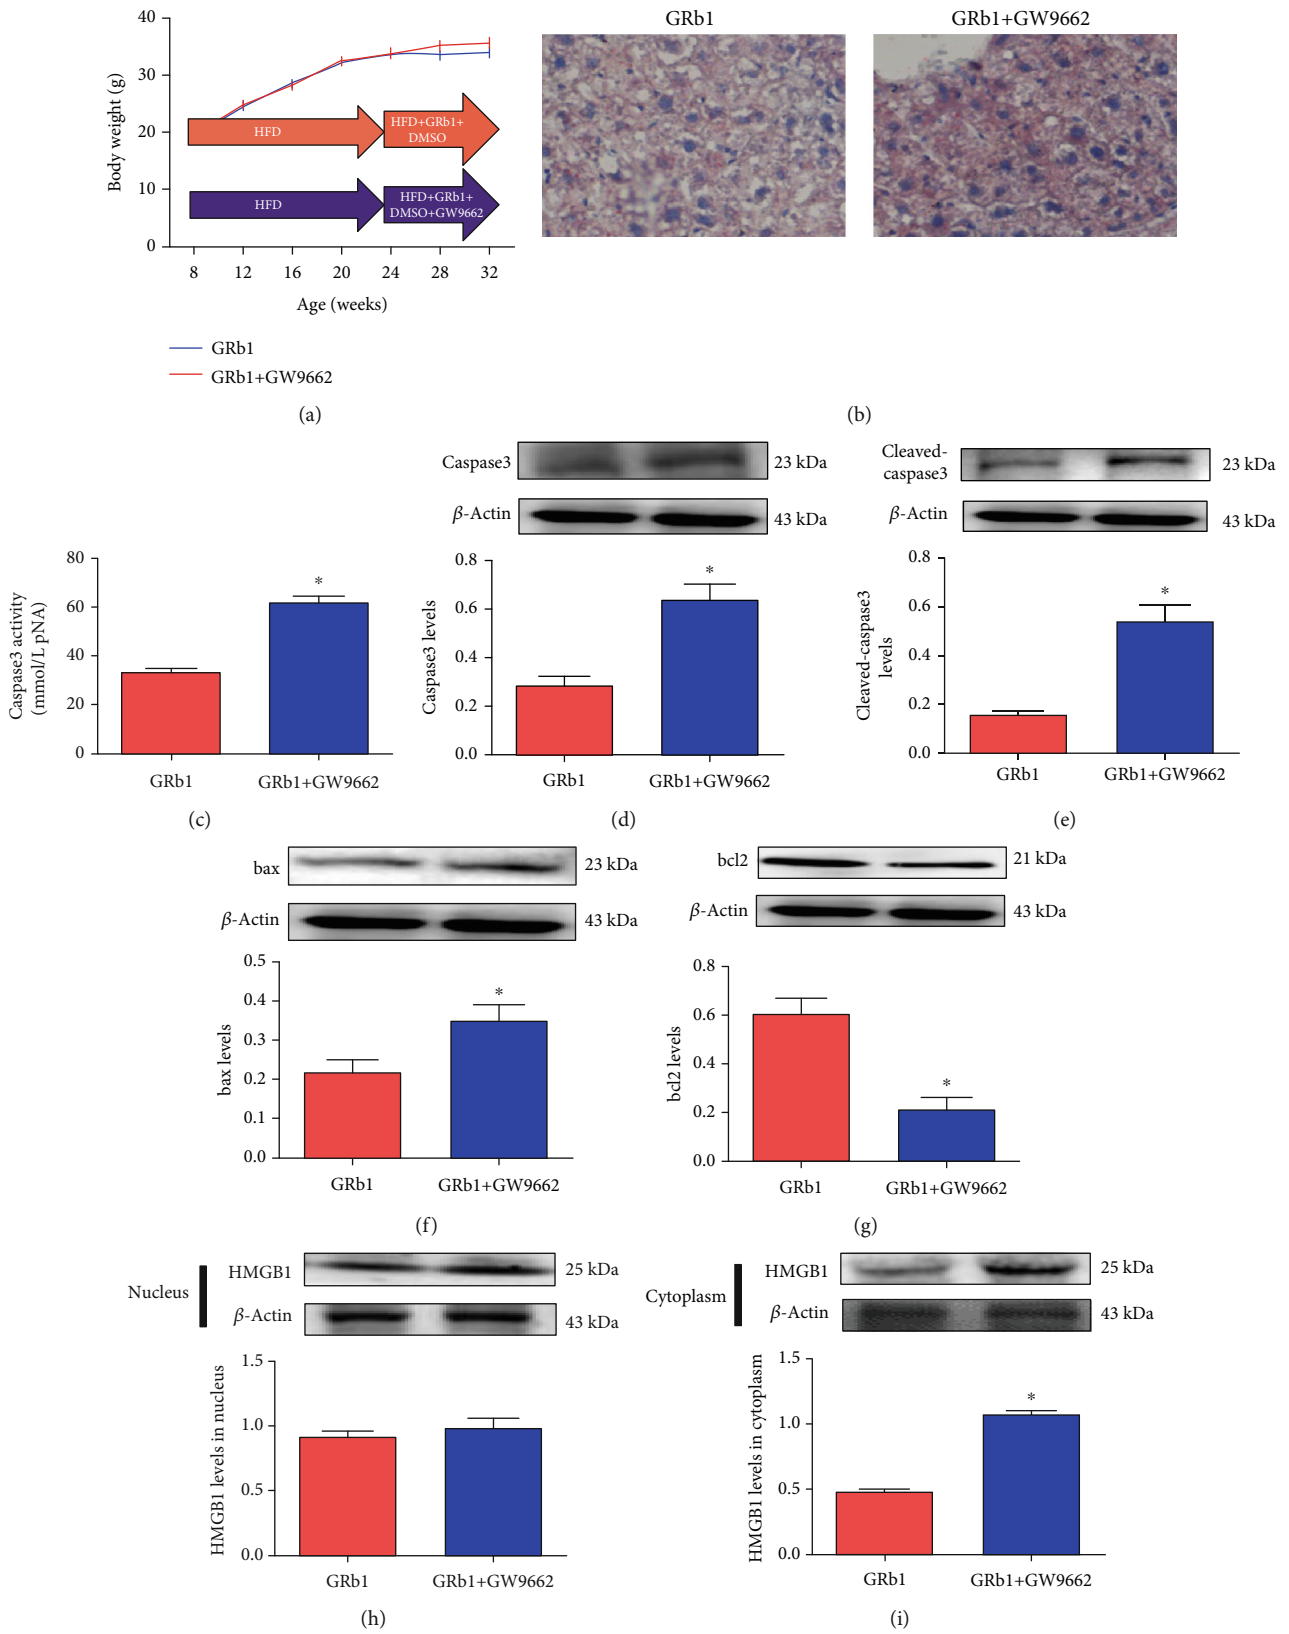 40
30
20
10
0
Body weight (g)
HFD
HFD+GRb1+
DMSO
HFD
HFD+GRb1+
DMSO+GW9662
8 12 16 20 24 28 32
Age (weeks)
GRb1
GRb1+GW9662
(a)
GRb1
GRb1+GW9662
(b)
80
60
40
20
0
Caspase3 activity
(mmol/L pNA)
*
GRb1
GRb1+GW9662
(c)
Caspase3
23 kDa
β-Actin
43 kDa
0.8
0.6
0.4
0.2
0.0
Caspase3 levels
*
GRb1
GRb1+GW9662
(d)
Cleaved-
caspase3
23 kDa
β-Actin
43 kDa
0.8
0.6
0.4
0.2
0.0
Cleaved-caspase3
levels
*
GRb1
GRb1+GW9662
(e)
bax
23 kDa
β-Actin
43 kDa
0.5
0.4
0.3
0.2
0.1
0.0
bax levels
*
GRb1
GRb1+GW9662
(f)
bcl2
21 kDa
β-Actin
43 kDa
0.8
0.6
0.4
0.2
0.0
bcl2 levels
*
GRb1
GRb1+GW9662
(g)
Nucleus
HMGB1
25 kDa
β-Actin
43 kDa
1.5
1.0
0.5
0.0
HMGB1 levels in nucleus
GRb1
GRb1+GW9662
(h)
Cytoplasm
HMGB1
25 kDa
β-Actin
43 kDa
1.5
1.0
0.5
0.0
HMGB1 levels in cytoplasm
*
GRb1
GRb1+GW9662
(i)